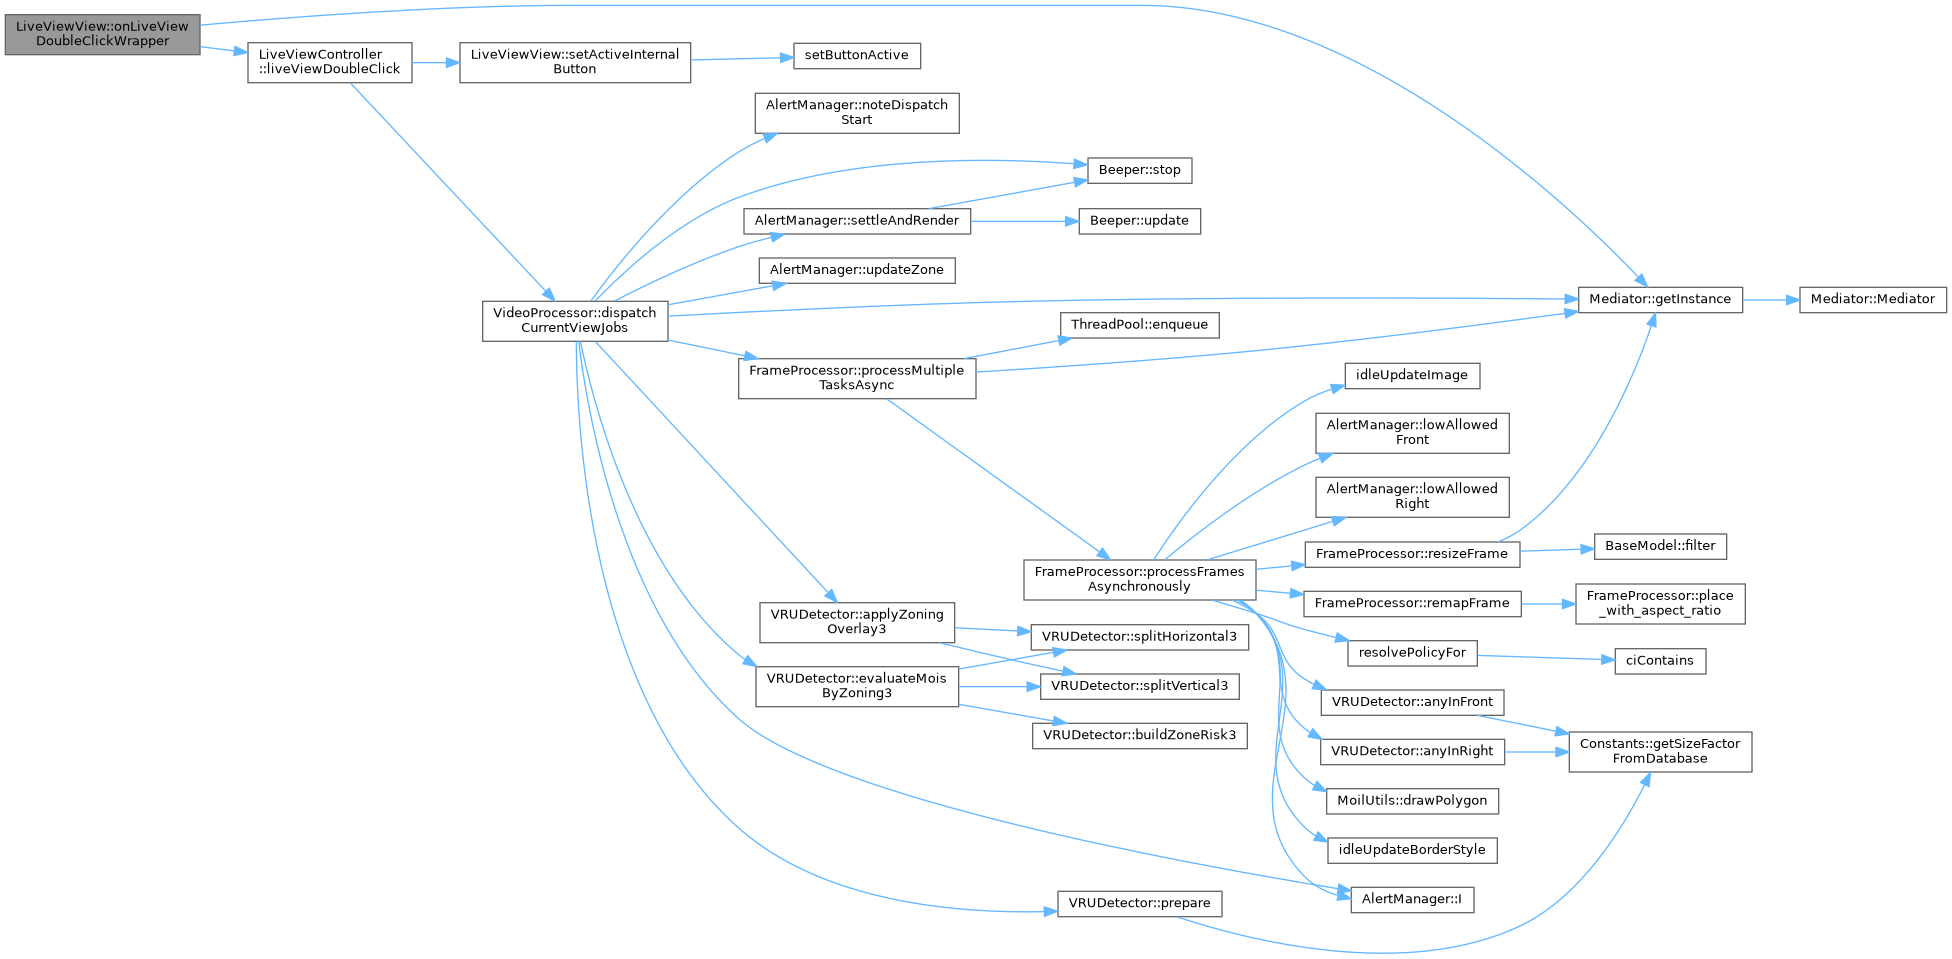 LiveViewView::onLiveView
DoubleClickWrapper
LiveViewController
::liveViewDoubleClick
LiveViewView::setActiveInternal
Button
setButtonActive
AlertManager::noteDispatch
Start
Beeper::stop
AlertManager::settleAndRender
Beeper::update
AlertManager::updateZone
VideoProcessor::dispatch
CurrentViewJobs
Mediator::getInstance
Mediator::Mediator
ThreadPool::enqueue
FrameProcessor::processMultiple
TasksAsync
idleUpdateImage
AlertManager::lowAllowed
Front
AlertManager::lowAllowed
Right
FrameProcessor::resizeFrame
BaseModel::filter
FrameProcessor::processFrames
Asynchronously
FrameProcessor::remapFrame
FrameProcessor::place
_with_aspect_ratio
VRUDetector::applyZoning
Overlay3
VRUDetector::splitHorizontal3
resolvePolicyFor
ciContains
VRUDetector::evaluateMois
ByZoning3
VRUDetector::splitVertical3
VRUDetector::anyInFront
VRUDetector::buildZoneRisk3
VRUDetector::anyInRight
Constants::getSizeFactor
FromDatabase
MoilUtils::drawPolygon
idleUpdateBorderStyle
VRUDetector::prepare
AlertManager::I